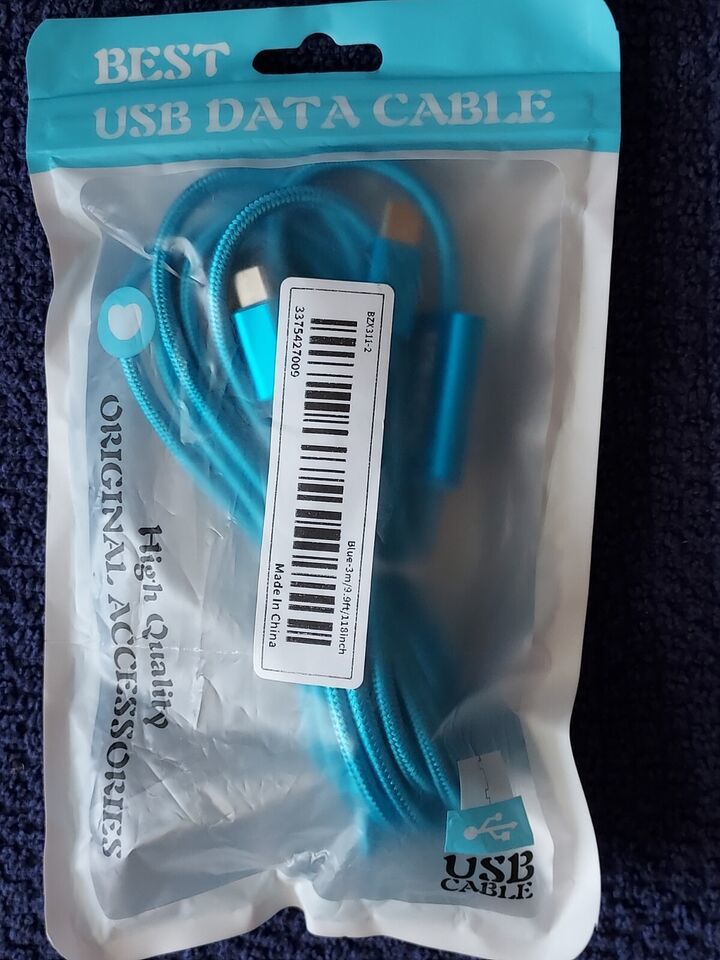 BEST
USB DATA CABLE
BZX311-2
3375427009
Blue-3m/9.9ft/118inch
Made In China
High Quality
ORIGINAL ACCESSORIES
USB
CABLE